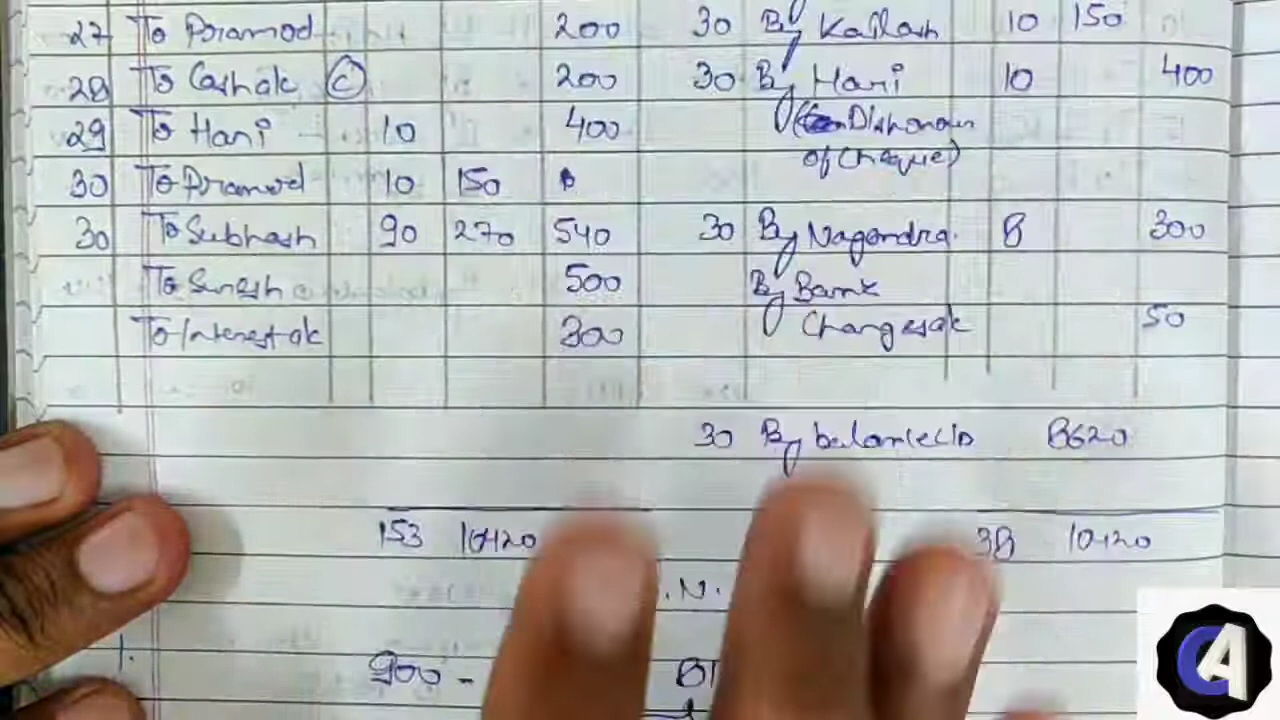 27 To Pramod 200 30 By Kailash 10 150
28 To Cash a/c C 200 30 By Hari 10 400
29 To Hari 10 400 (Dishonour
of Cheque)
30 To Pramod 10 150
30 To Subhash 90 270 540 30 By Nagendra. 8 300
To Suresh 500 By Bank
To Interest a/c 300 Charges a/c 50
30 By balance c/d 8620
153 10420 38 10420
.N.
1. 900 -
CA